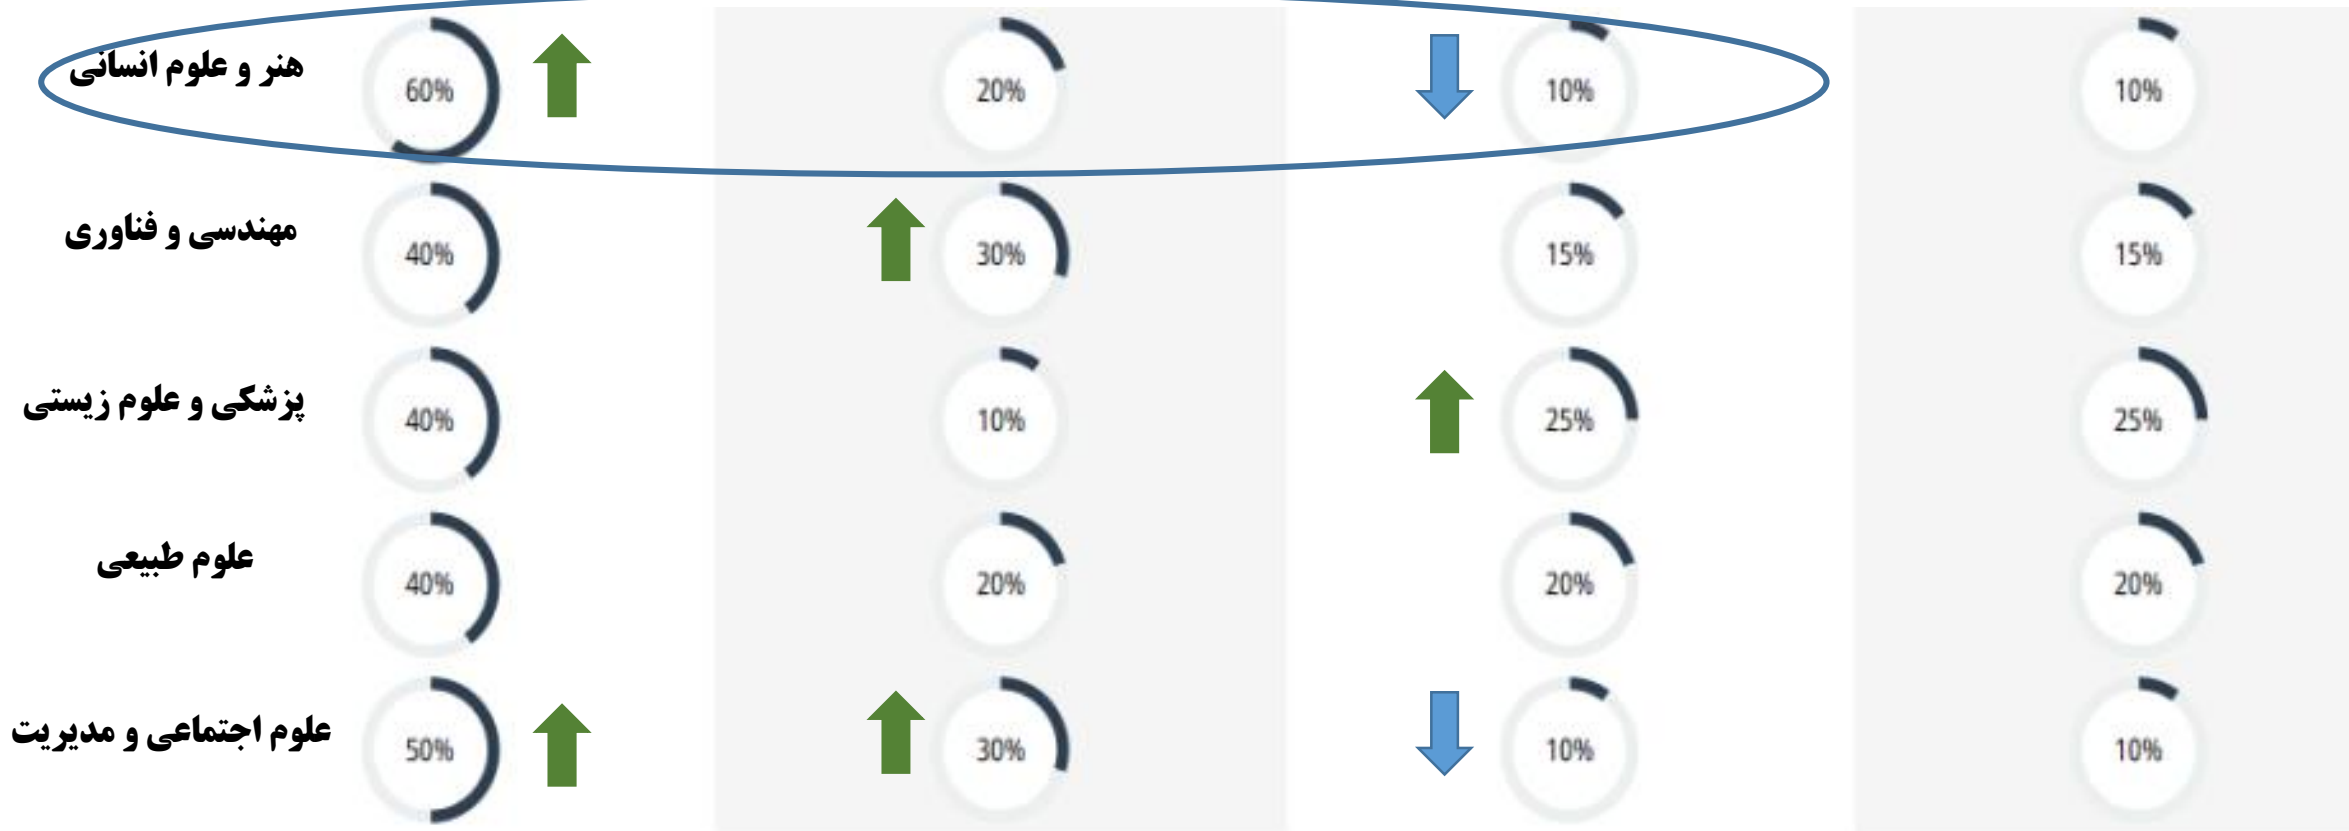 هنر و علوم انسانی 60% 20% 10% 10%
مهندسی و فناوری 40% 30% 15% 15%
پزشکی و علوم زیستی 40% 10% 25% 25%
علوم طبیعی 40% 20% 20% 20%
علوم اجتماعی و مدیریت 50% 30% 10% 10%